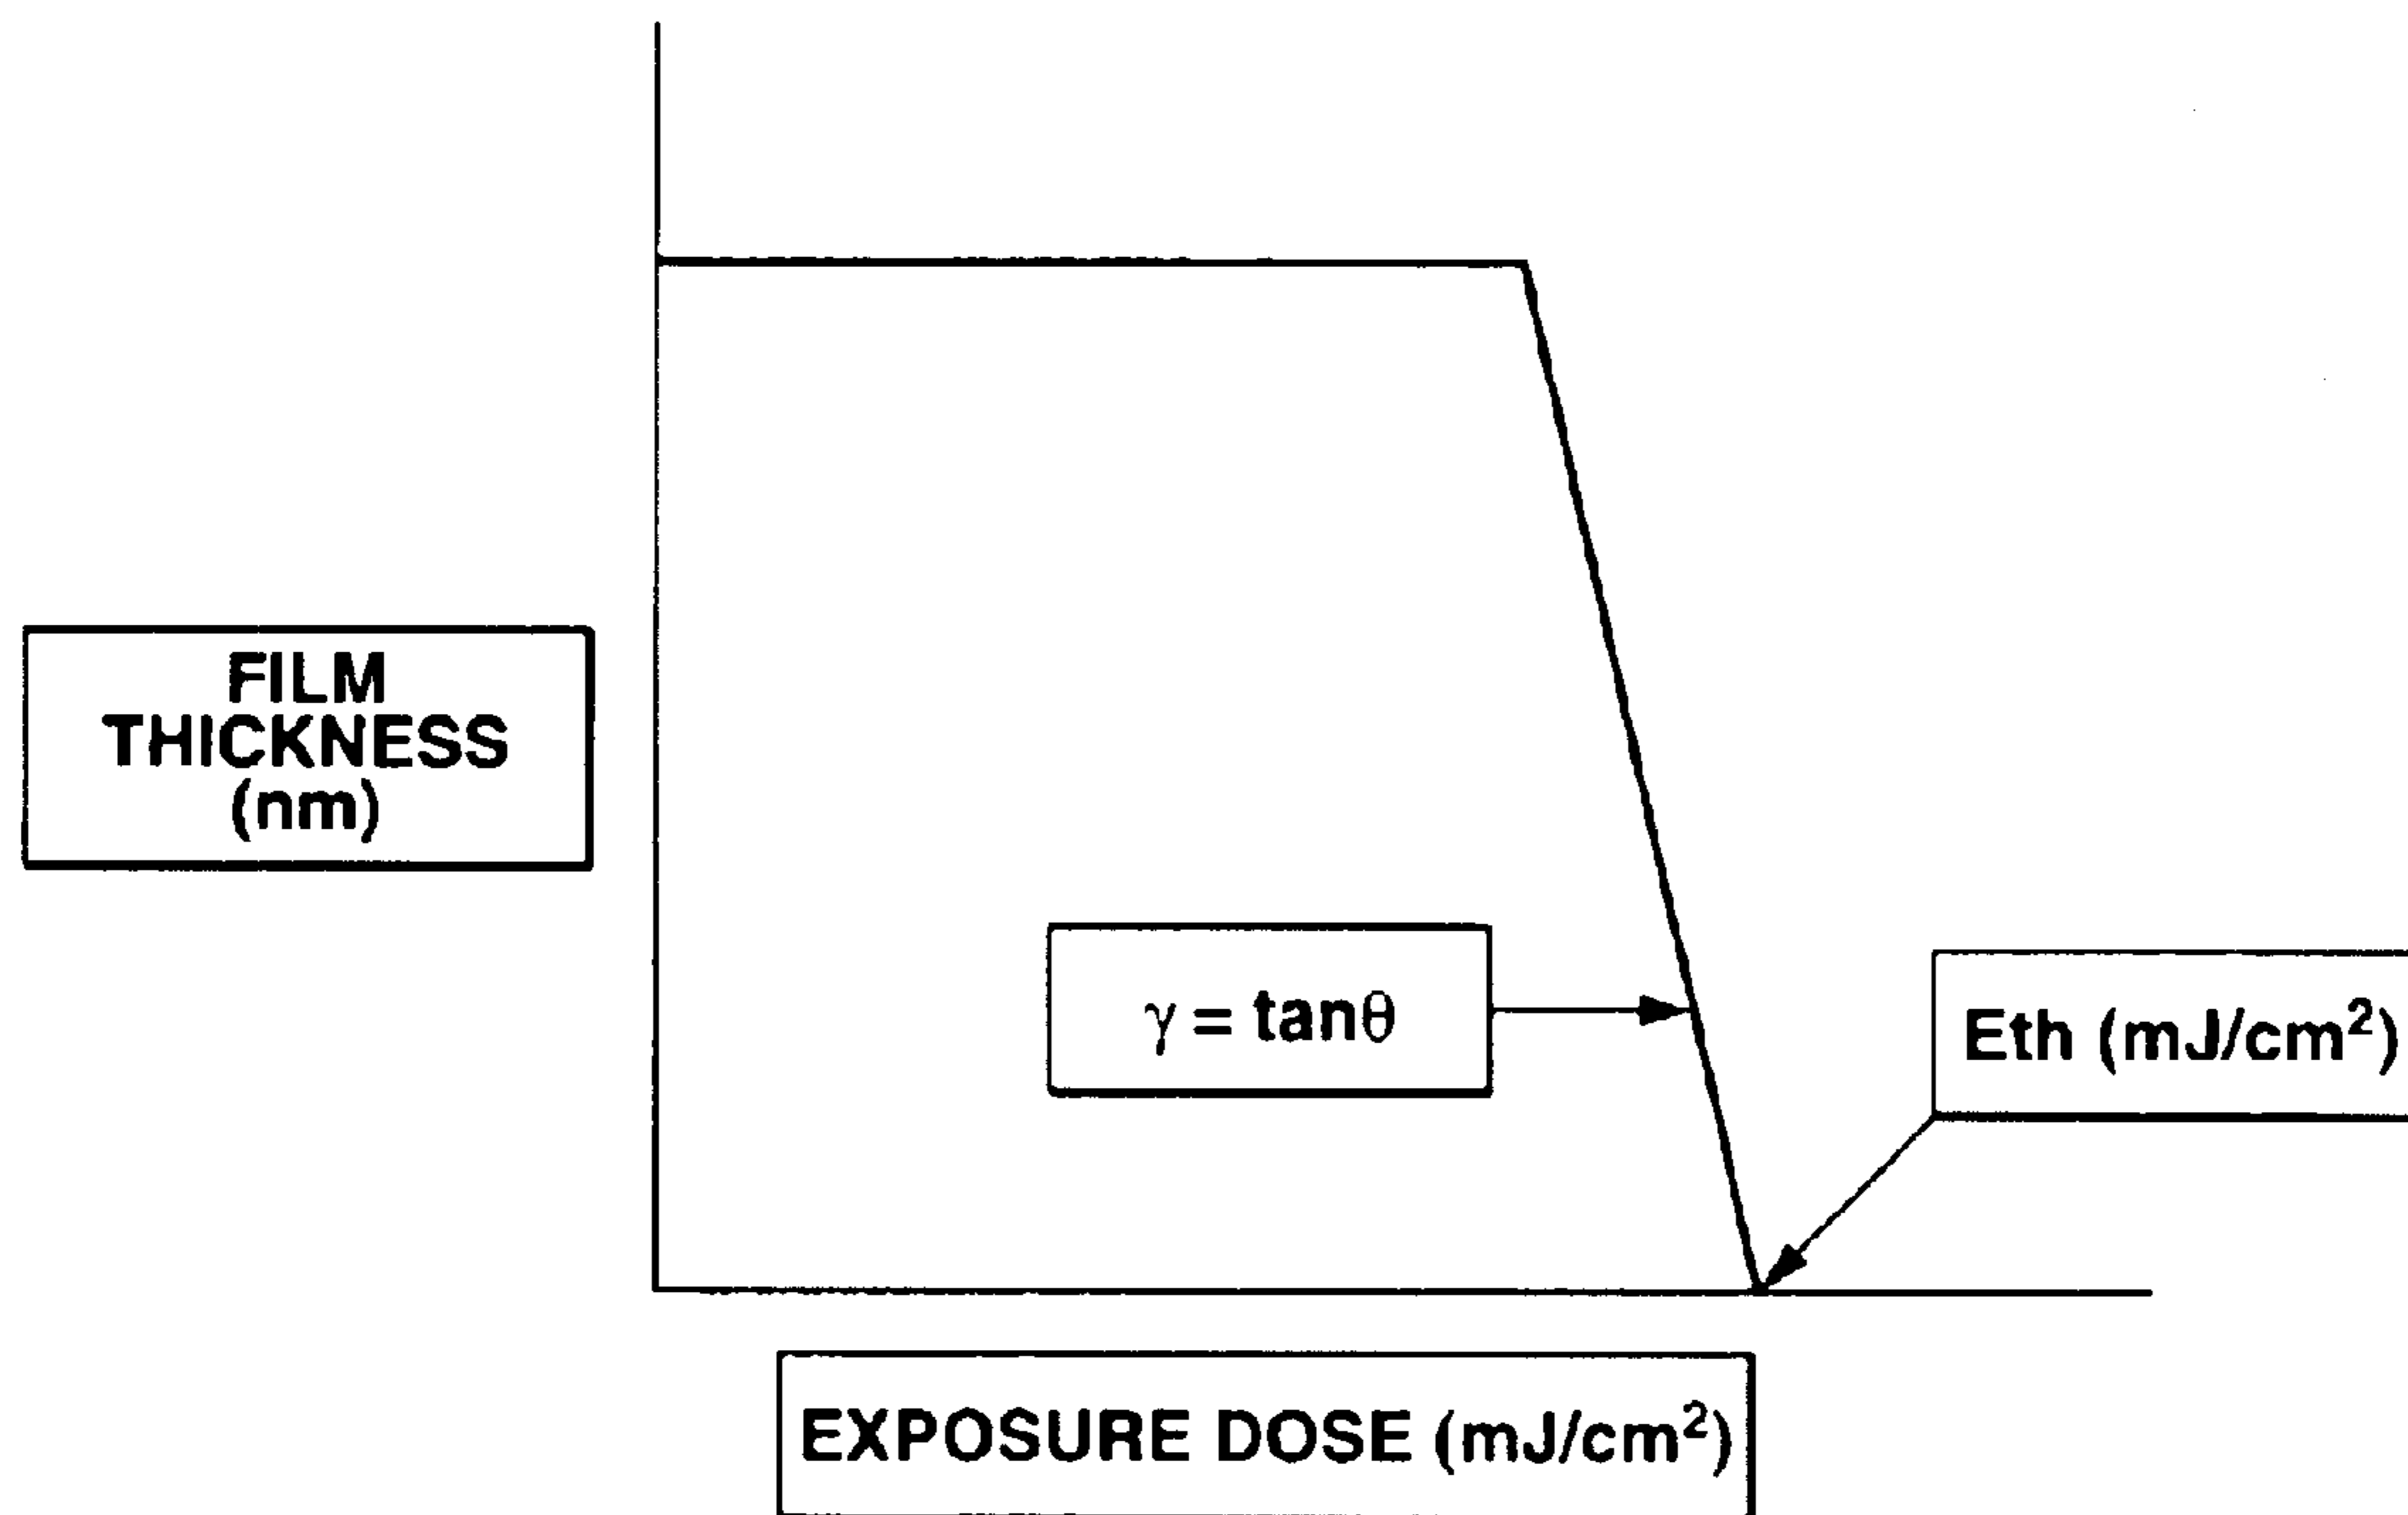 FILM
THICKNESS
(nm)
γ = tanθ
Eth (mJ/cm²)
EXPOSURE DOSE (mJ/cm²)